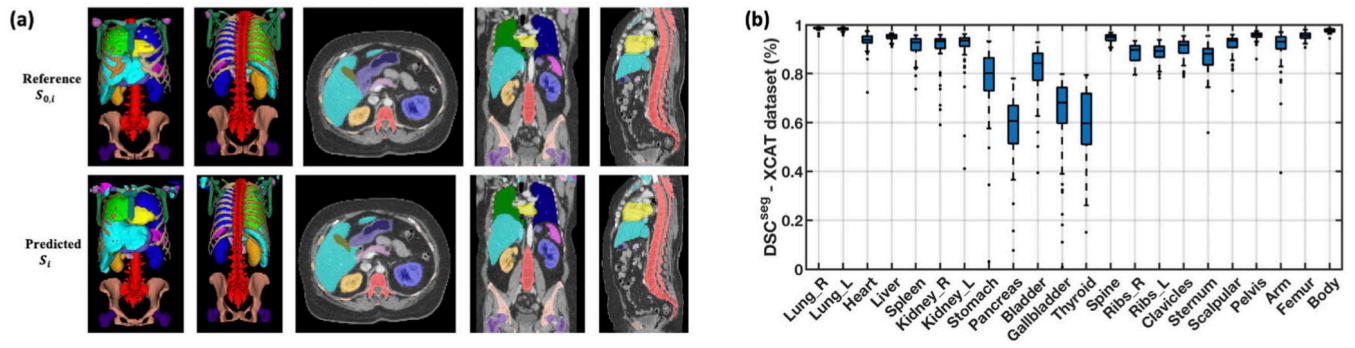 (a)
Reference
S0,i
Predicted
Si
(b)
DSCseg - XCAT dataset (%)
1
0.8
0.6
0.4
0.2
0
Lung_R
Lung_L
Heart
Liver
Spleen
Kidney_R
Kidney_L
Stomach
Pancreas
Bladder
Gallbladder
Thyroid
Spine
Ribs_R
Ribs_L
Clavicles
Sternum
Scalpular
Pelvis
Arm
Femur
Body